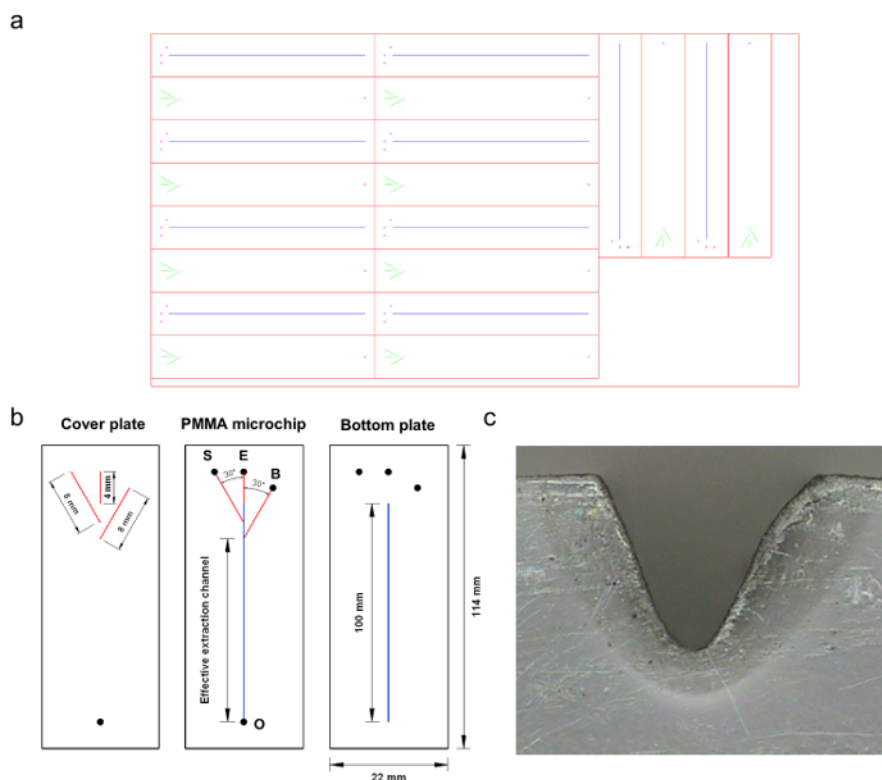 a
b
Cover plate
PMMA microchip
Bottom plate
c
S
E
B
30°
30°
8 mm
4 mm
8 mm
Effective extraction channel
100 mm
114 mm
O
22 mm